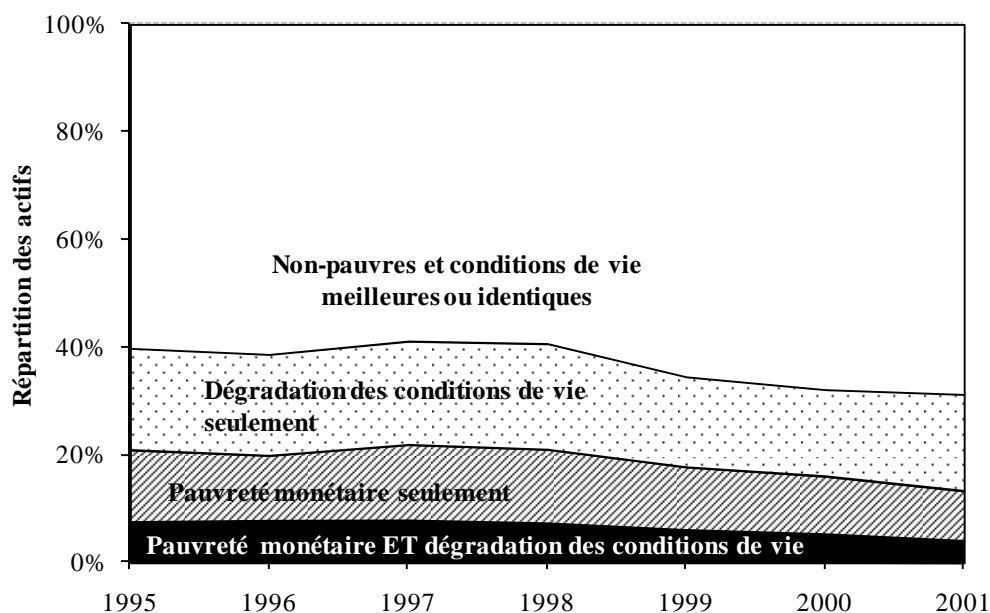 100%
80%
60%
40%
20%
0%
Répartition des actifs
Non-pauvres et conditions de vie
meilleures ou identiques
Dégradation des conditions de vie
seulement
Pauvreté monétaire seulement
Pauvreté monétaire ET dégradation des conditions de vie
1995 1996 1997 1998 1999 2000 2001